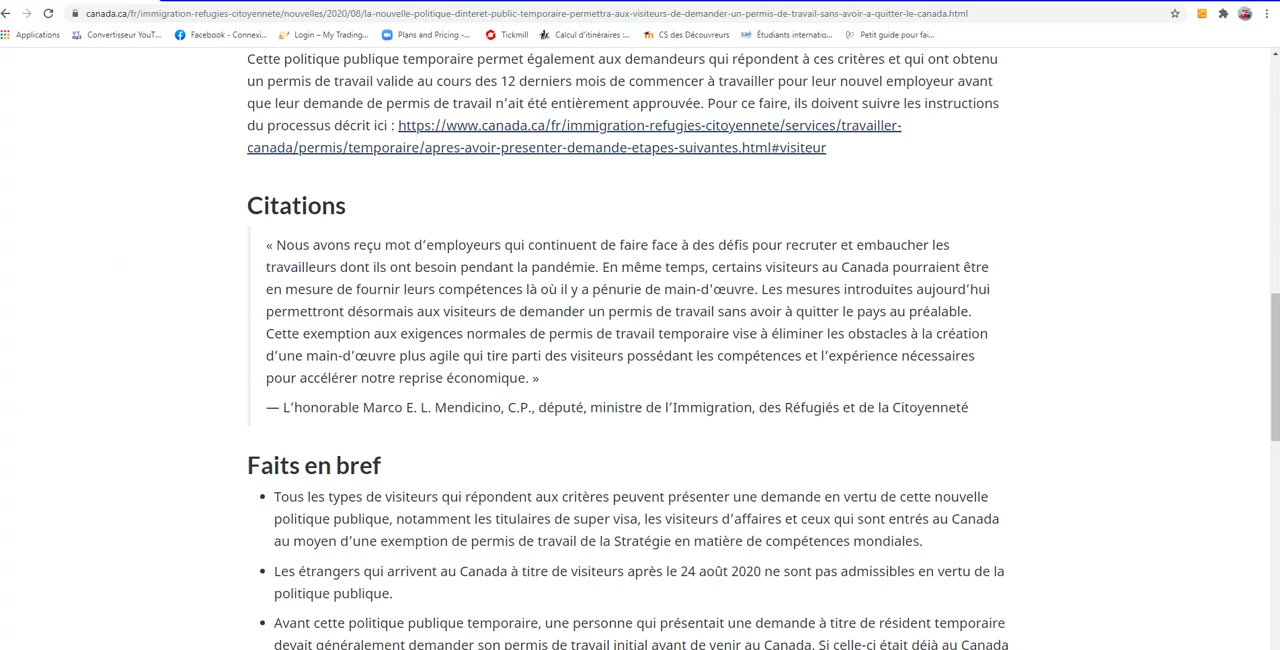 canada.ca/fr/immigration-refugies-citoyennete/nouvelles/2020/08/la-nouvelle-politique-dinteret-public-temporaire-permettra-aux-visiteurs-de-demander-un-permis-de-travail-sans-avoir-a-quitter-le-canada.html
Applications Convertisseur YouT... Facebook - Connexi... Login – My Trading... Plans and Pricing -... Tickmill Calcul d'itinéraires :... CS des Découvreurs Étudiants internatio... Petit guide pour fai...
Cette politique publique temporaire permet également aux demandeurs qui répondent à ces critères et qui ont obtenu
un permis de travail valide au cours des 12 derniers mois de commencer à travailler pour leur nouvel employeur avant
que leur demande de permis de travail n’ait été entièrement approuvée. Pour ce faire, ils doivent suivre les instructions
du processus décrit ici : https://www.canada.ca/fr/immigration-refugies-citoyennete/services/travailler-
canada/permis/temporaire/apres-avoir-presenter-demande-etapes-suivantes.html#visiteur
Citations
« Nous avons reçu mot d’employeurs qui continuent de faire face à des défis pour recruter et embaucher les
travailleurs dont ils ont besoin pendant la pandémie. En même temps, certains visiteurs au Canada pourraient être
en mesure de fournir leurs compétences là où il y a pénurie de main-d'œuvre. Les mesures introduites aujourd’hui
permettront désormais aux visiteurs de demander un permis de travail sans avoir à quitter le pays au préalable.
Cette exemption aux exigences normales de permis de travail temporaire vise à éliminer les obstacles à la création
d’une main-d’œuvre plus agile qui tire parti des visiteurs possédant les compétences et l’expérience nécessaires
pour accélérer notre reprise économique. »
— L’honorable Marco E. L. Mendicino, C.P., député, ministre de l’Immigration, des Réfugiés et de la Citoyenneté
Faits en bref
• Tous les types de visiteurs qui répondent aux critères peuvent présenter une demande en vertu de cette nouvelle
politique publique, notamment les titulaires de super visa, les visiteurs d’affaires et ceux qui sont entrés au Canada
au moyen d’une exemption de permis de travail de la Stratégie en matière de compétences mondiales.
• Les étrangers qui arrivent au Canada à titre de visiteurs après le 24 août 2020 ne sont pas admissibles en vertu de la
politique publique.
• Avant cette politique publique temporaire, une personne qui présentait une demande à titre de résident temporaire
devait généralement demander son permis de travail initial avant de venir au Canada. Si celle-ci était déjà au Canada